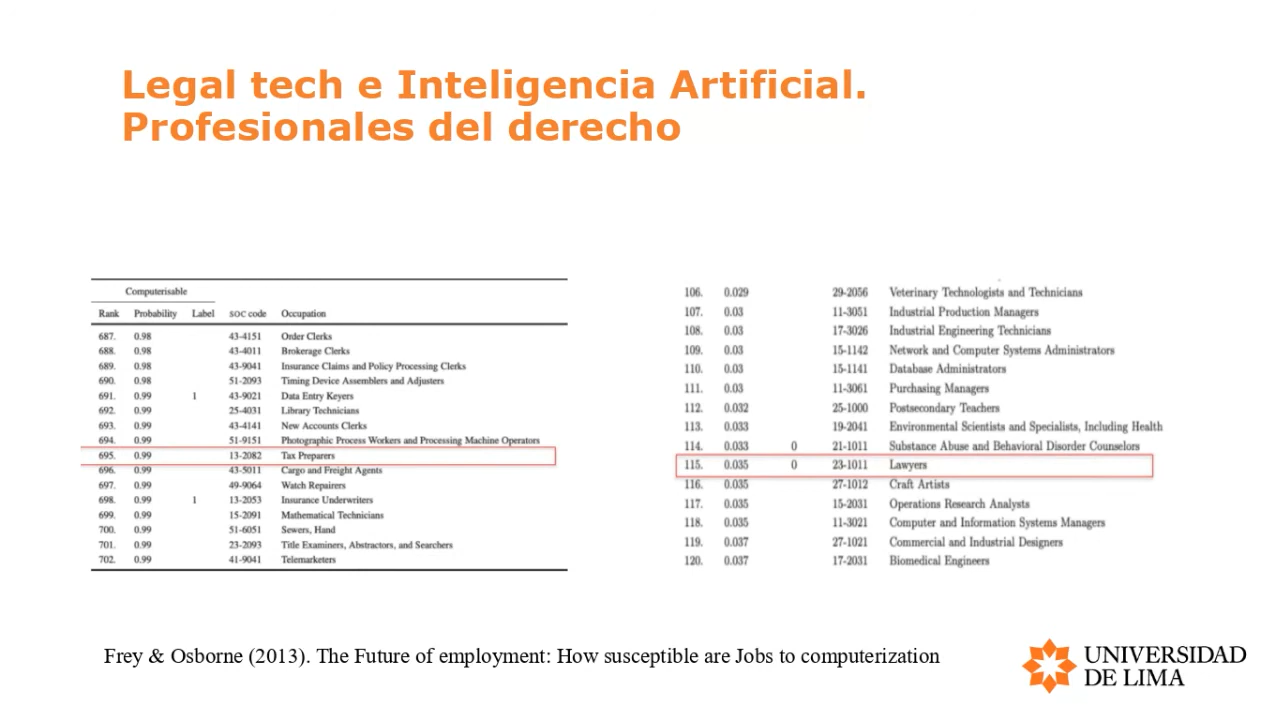 Legal tech e Inteligencia Artificial.
Profesionales del derecho
Computerisable
Rank Probability Label SOC code Occupation
687. 0.98 43-4151 Order Clerks
688. 0.98 43-4011 Brokerage Clerks
689. 0.98 43-9041 Insurance Claims and Policy Processing Clerks
690. 0.98 51-2093 Timing Device Assemblers and Adjusters
691. 0.99 1 43-9021 Data Entry Keyers
692. 0.99 25-4031 Library Technicians
693. 0.99 43-4141 New Accounts Clerks
694. 0.99 51-9151 Photographic Process Workers and Processing Machine Operators
695. 0.99 13-2082 Tax Preparers
696. 0.99 43-5011 Cargo and Freight Agents
697. 0.99 49-9064 Watch Repairers
698. 0.99 1 13-2053 Insurance Underwriters
699. 0.99 15-2091 Mathematical Technicians
700. 0.99 51-6051 Sewers, Hand
701. 0.99 23-2093 Title Examiners, Abstractors, and Searchers
702. 0.99 41-9041 Telemarketers
106. 0.029 29-2056 Veterinary Technologists and Technicians
107. 0.03 11-3051 Industrial Production Managers
108. 0.03 17-3026 Industrial Engineering Technicians
109. 0.03 15-1142 Network and Computer Systems Administrators
110. 0.03 15-1141 Database Administrators
111. 0.03 11-3061 Purchasing Managers
112. 0.032 25-1000 Postsecondary Teachers
113. 0.033 19-2041 Environmental Scientists and Specialists, Including Health
114. 0.033 0 21-1011 Substance Abuse and Behavioral Disorder Counselors
115. 0.035 0 23-1011 Lawyers
116. 0.035 27-1012 Craft Artists
117. 0.035 15-2031 Operations Research Analysts
118. 0.035 11-3021 Computer and Information Systems Managers
119. 0.037 27-1021 Commercial and Industrial Designers
120. 0.037 17-2031 Biomedical Engineers
Frey & Osborne (2013). The Future of employment: How susceptible are Jobs to computerization
UNIVERSIDAD
DE LIMA